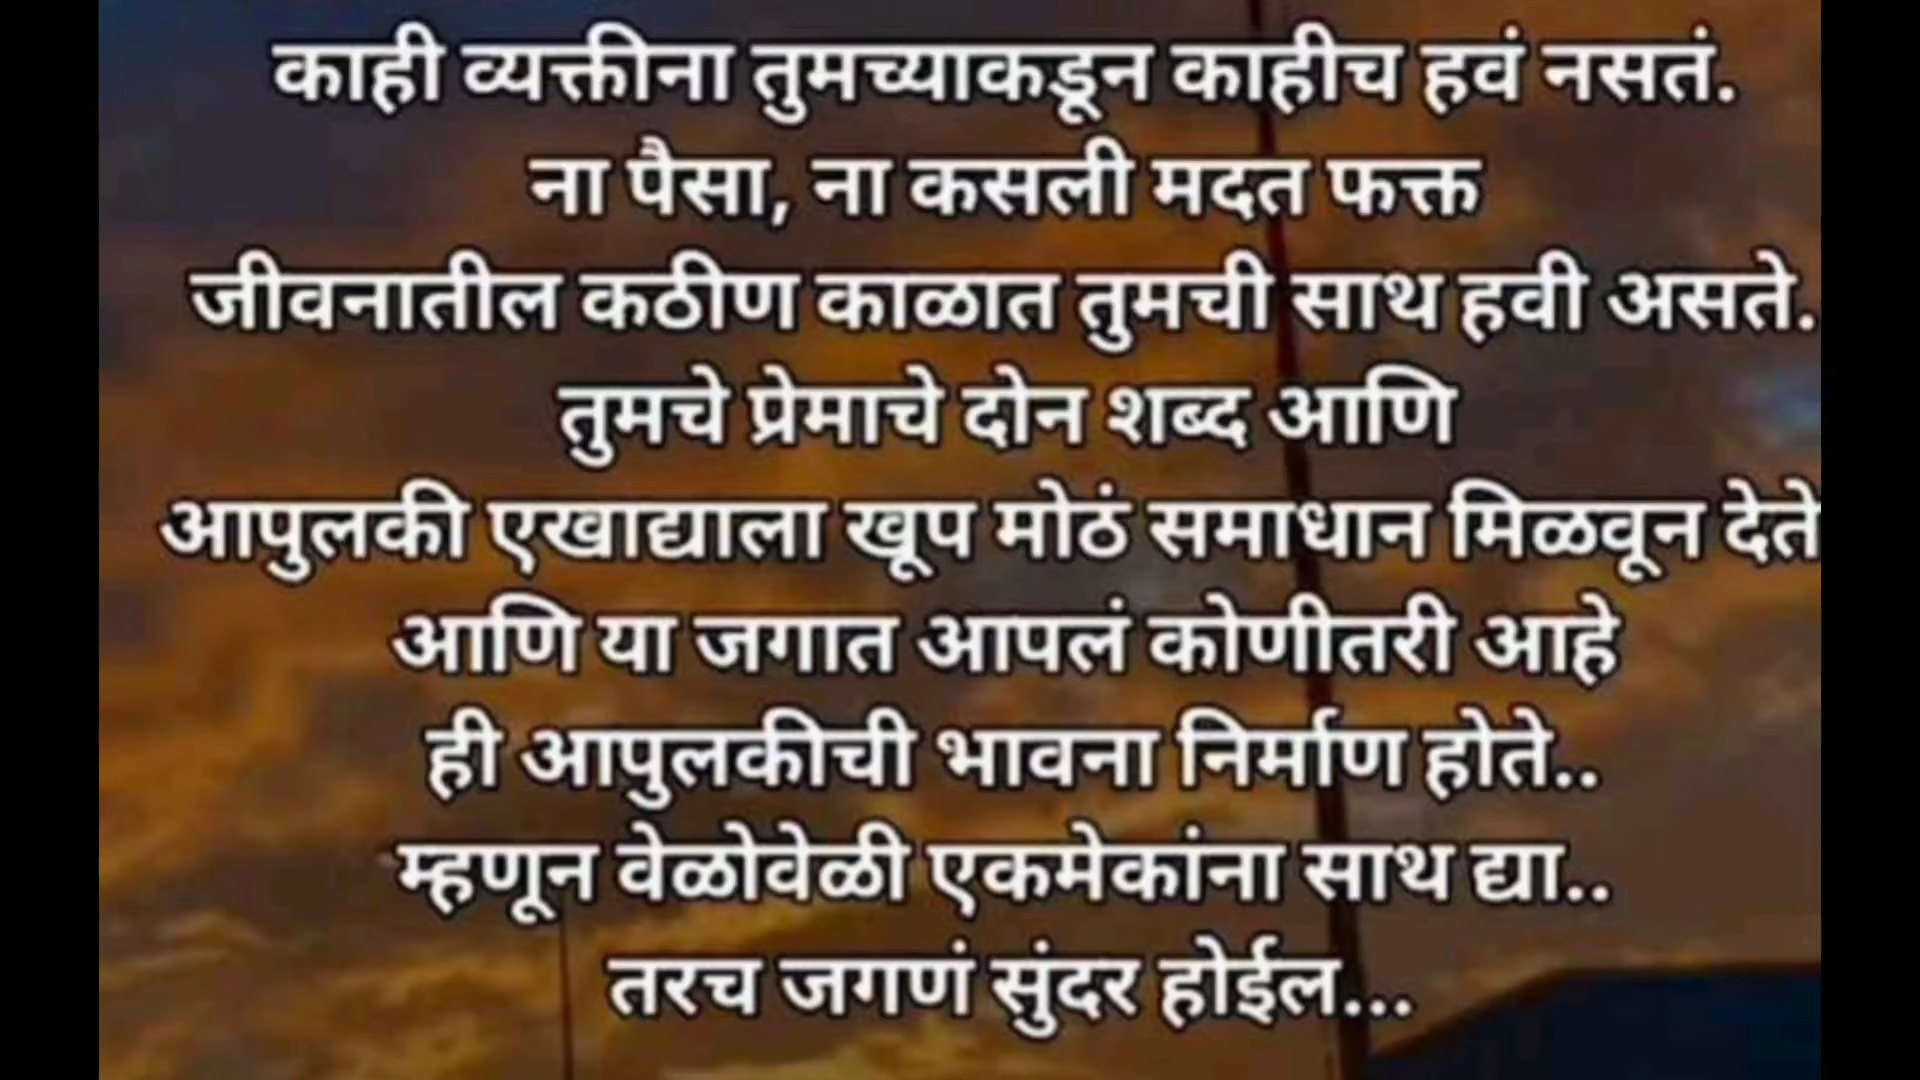 काही व्यक्तीना तुमच्याकडून काहीच हवं नसतं.
ना पैसा, ना कसली मदत फक्त
जीवनातील कठीण काळात तुमची साथ हवी असते.
तुमचे प्रेमाचे दोन शब्द आणि
आपुलकी एखाद्याला खूप मोठं समाधान मिळवून देते
आणि या जगात आपलं कोणीतरी आहे
ही आपुलकीची भावना निर्माण होते..
म्हणून वेळोवेळी एकमेकांना साथ द्या..
तरच जगणं सुंदर होईल...